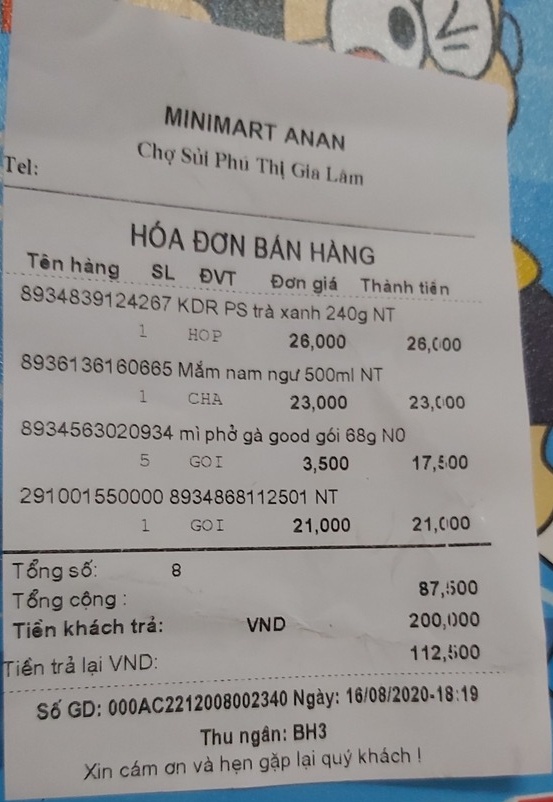 MINIMART ANAN
Chợ Sủi Phú Thị Gia Lâm
Tel:
HÓA ĐƠN BÁN HÀNG
Tên hàng SL ĐVT Đơn giá Thành tiền
8934839124267 KDR PS trà xanh 240g NT
1 HOP 26,000 26,000
8936136160665 Mắm nam ngư 500ml NT
1 CHA 23,000 23,000
8934563020934 mì phở gà good gói 68g N0
5 GOI 3,500 17,500
291001550000 8934868112501 NT
1 GOI 21,000 21,000
Tổng số: 8
Tổng cộng : 87,500
Tiền khách trả: VND 200,000
Tiền trả lại VND: 112,500
Số GD: 000AC2212008002340 Ngày: 16/08/2020-18:19
Thu ngân: BH3
Xin cám ơn và hẹn gặp lại quý khách !